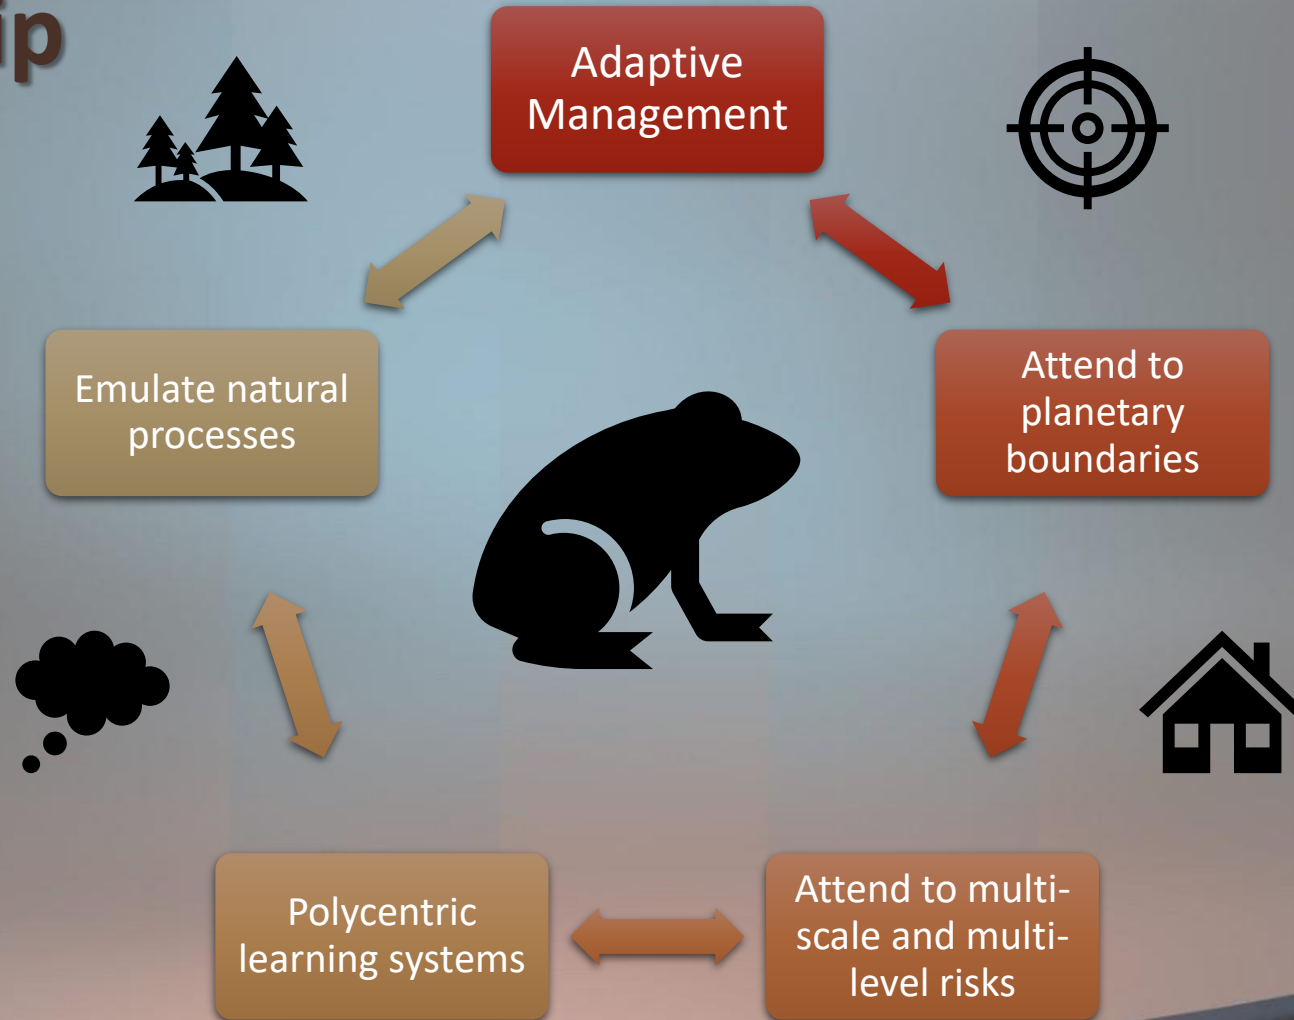 ip
Adaptive
Management
Emulate natural
processes
Attend to
planetary
boundaries
Polycentric
learning systems
Attend to multi-
scale and multi-
level risks